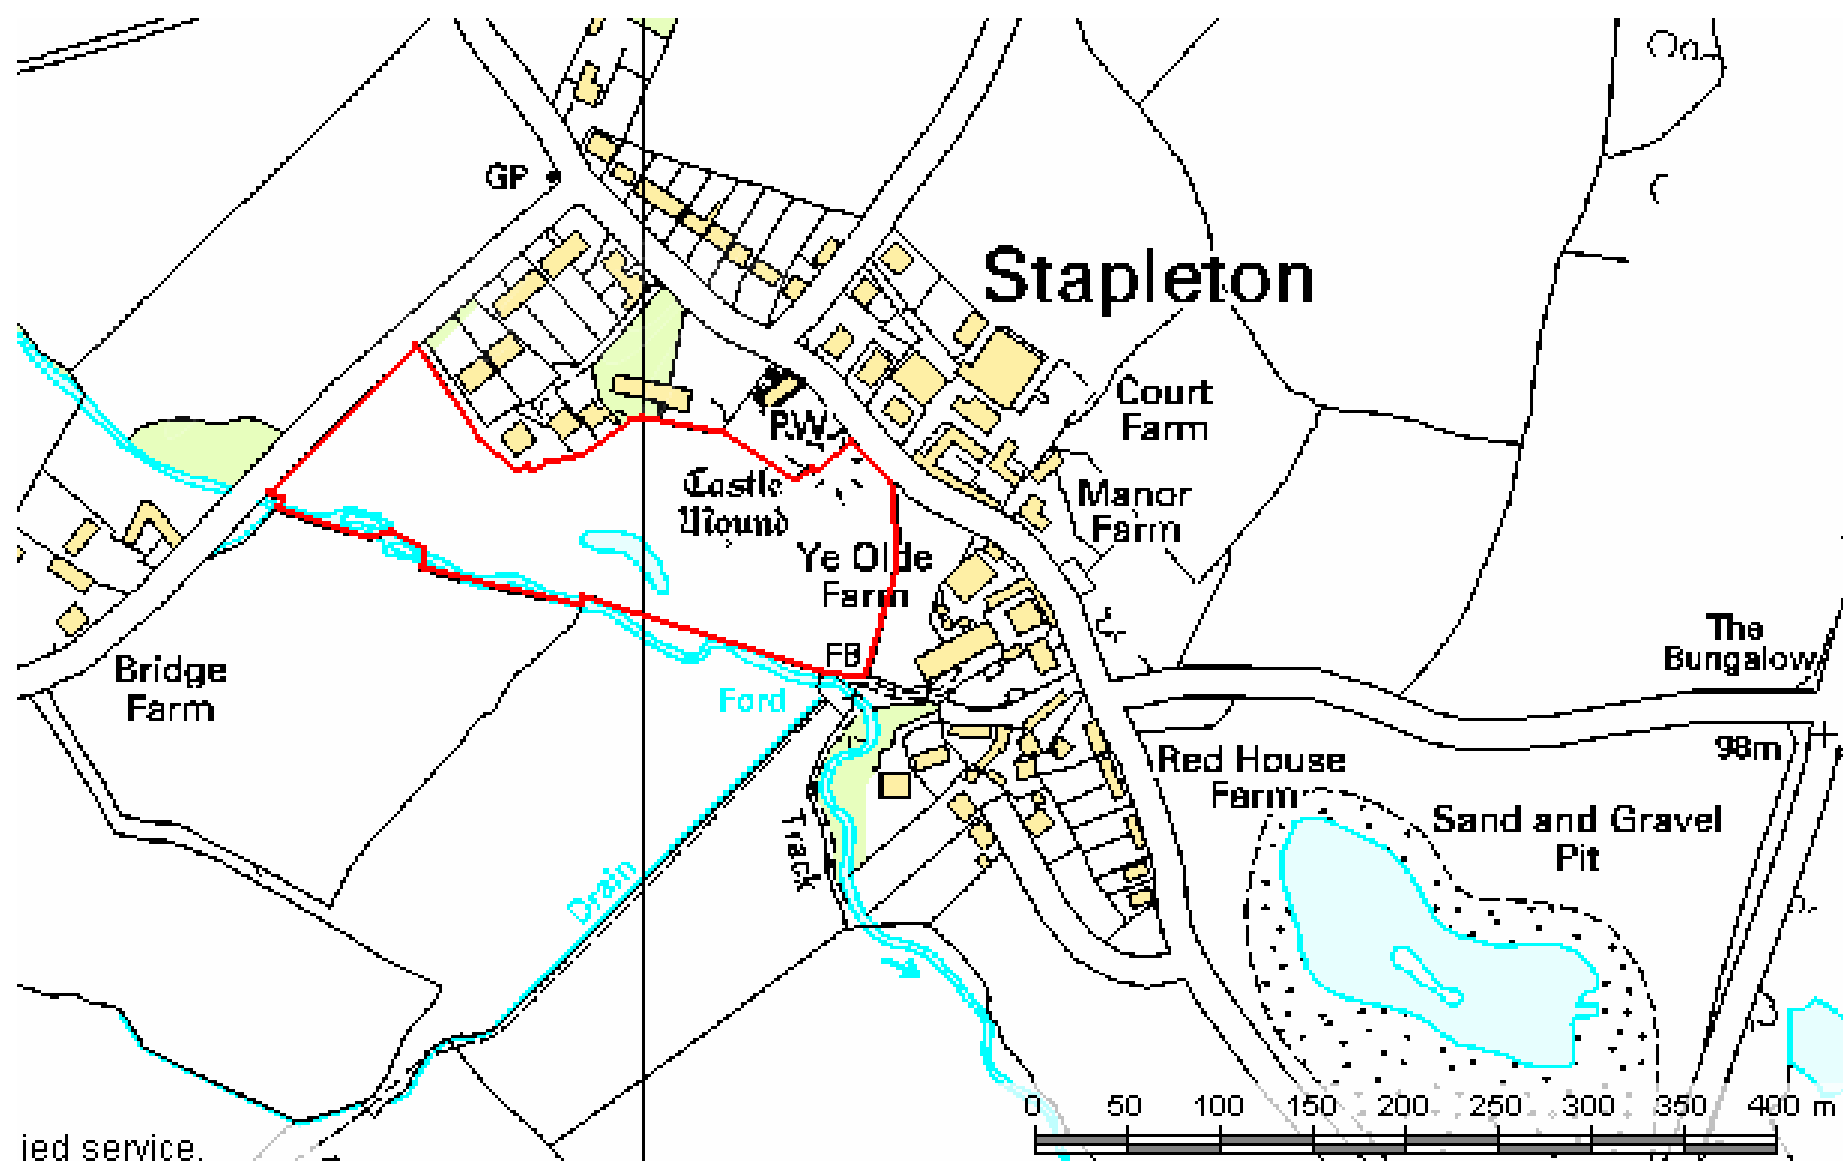 GP
Stapleton
Court
Farm
P.W.
Castle
Mound
Manor
Farm
Ye Olde
Farm
The
Bungalow
FB
Bridge
Farm
Ford
98m
Red House
Farm
Sand and Gravel
Pit
Track
Drain
0 50 100 150 200 250 300 350 400 m
ied service.